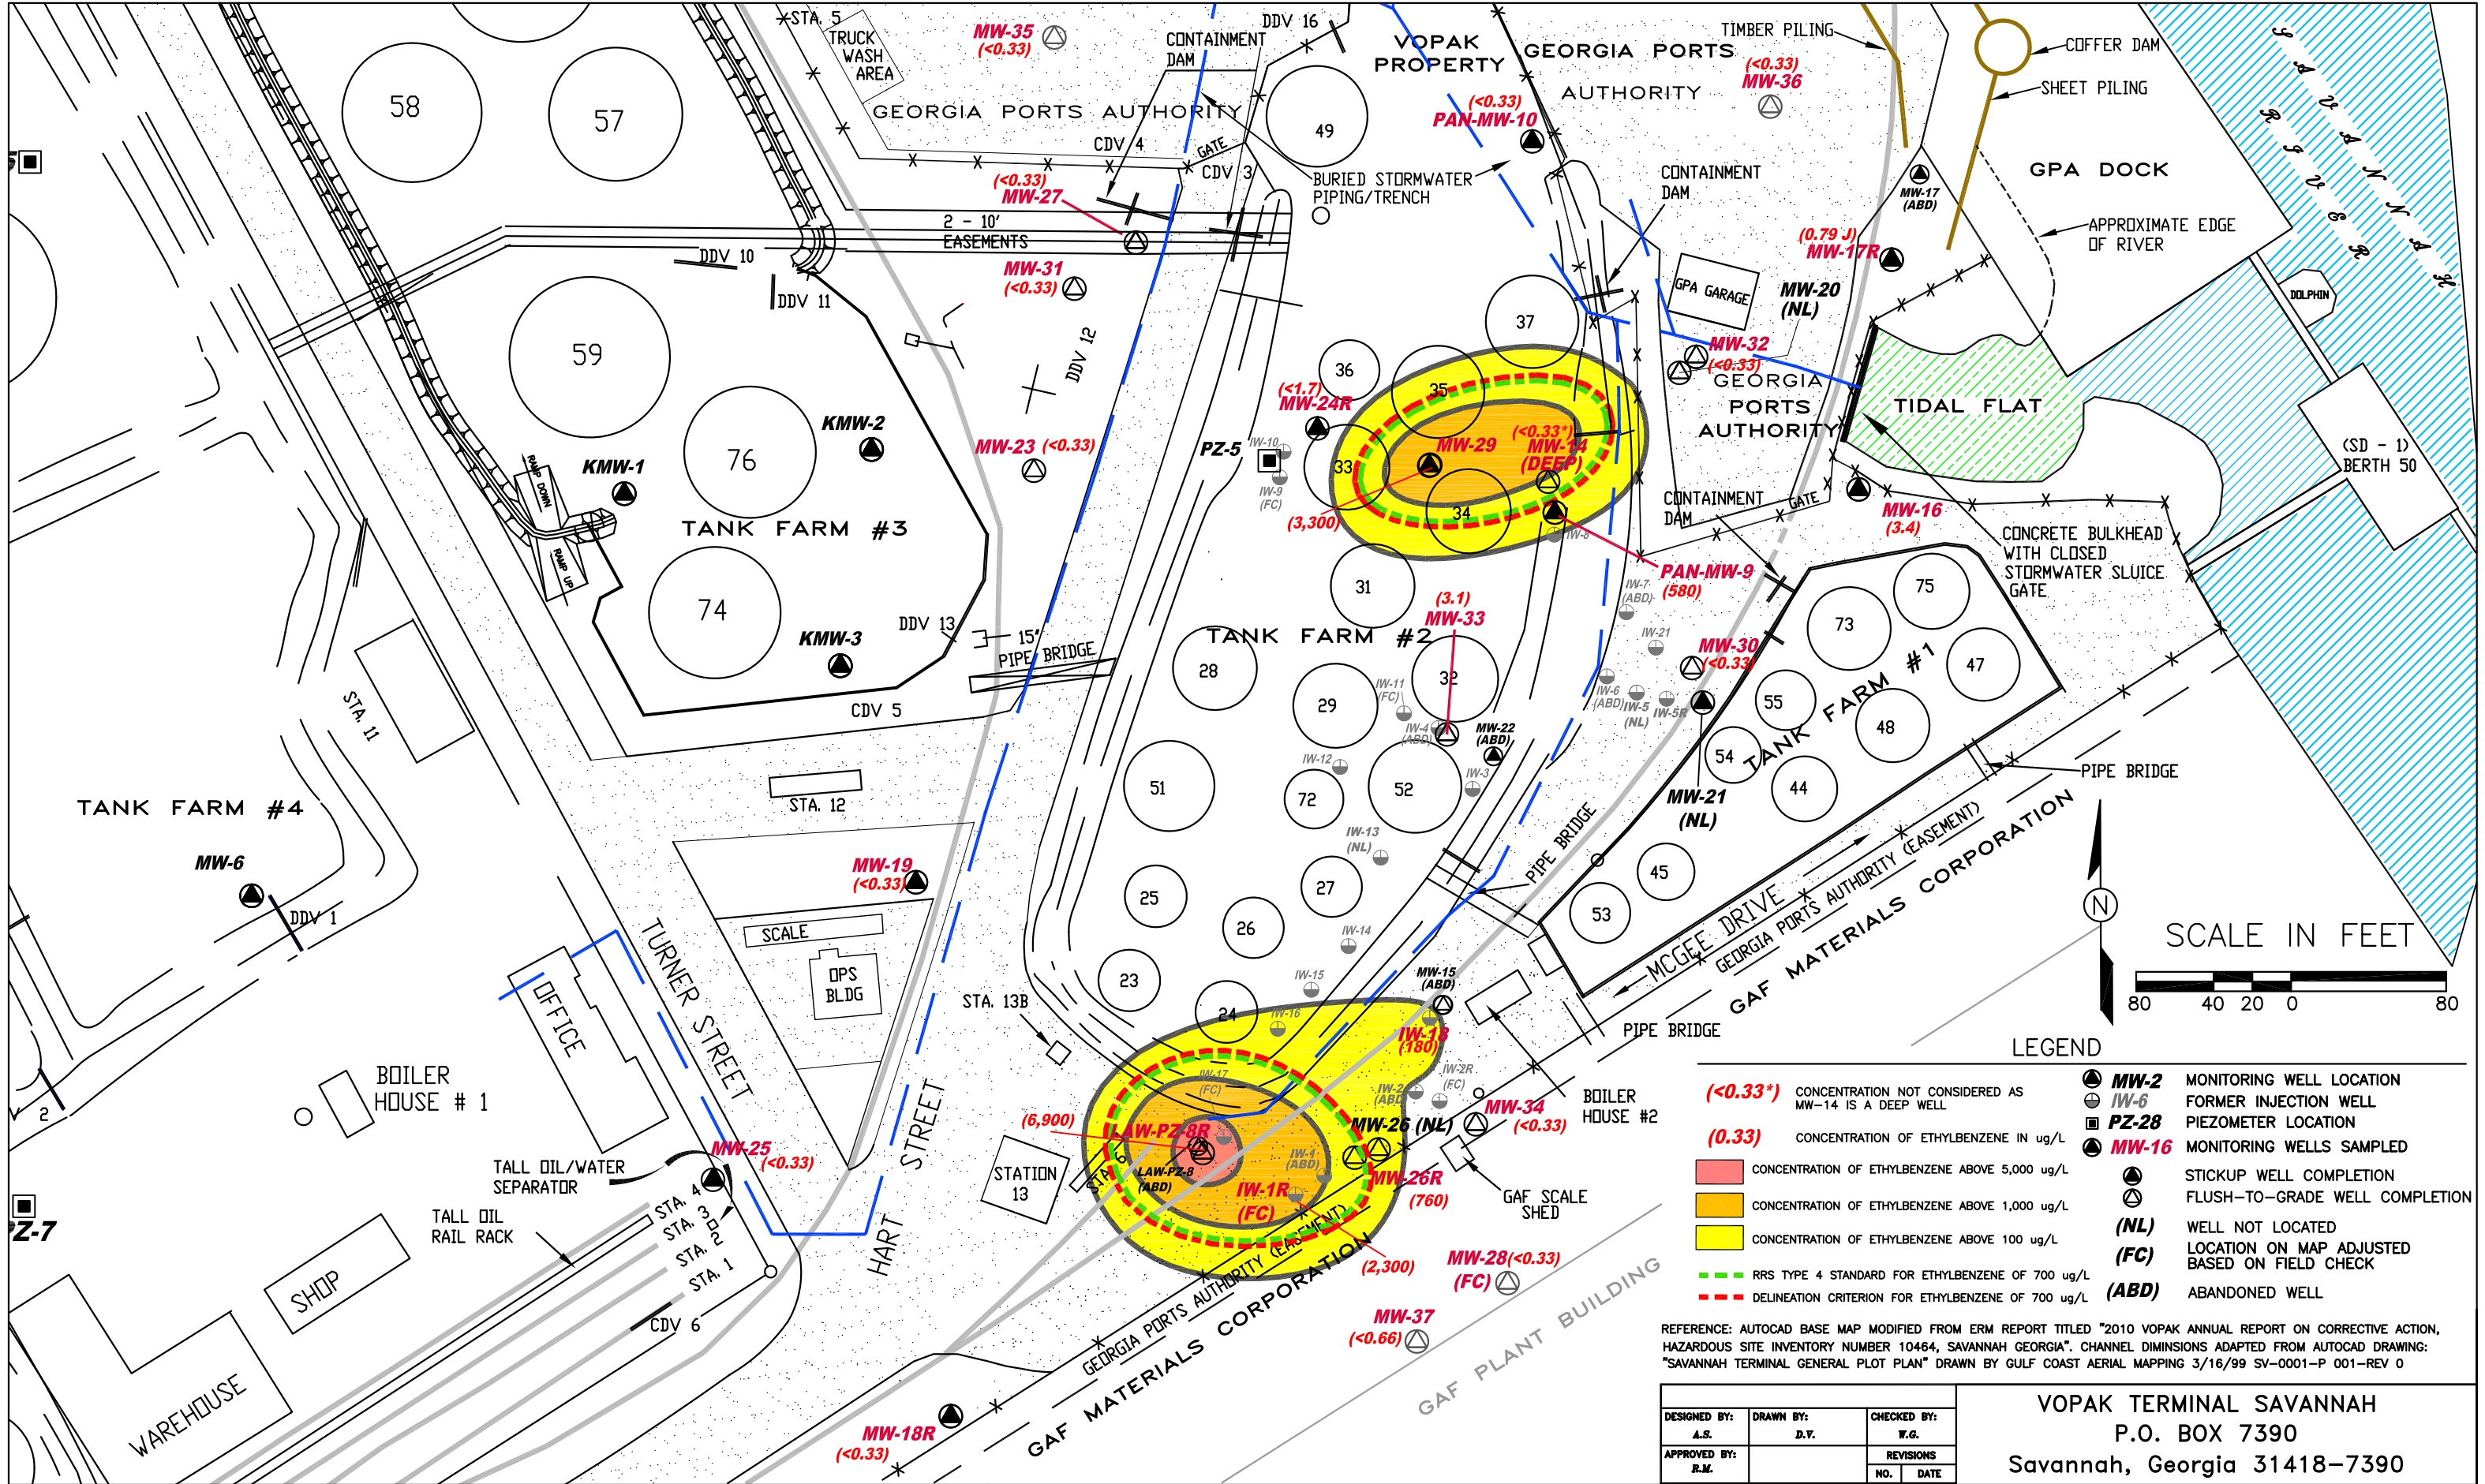 STA. 5
TRUCK
WASH
AREA
MW-35
(<0.33)
CONTAINMENT
DAM
DDV 16
VOPAK
PROPERTY
GEORGIA PORTS
AUTHORITY
TIMBER PILING
(<0.33)
MW-36
COFFER DAM
SHEET PILING
SAVANNAH
RIVER
58
57
49
GEORGIA PORTS AUTHORITY
CDV 4
GATE
CDV 3
(<0.33)
PAN-MW-10
BURIED STORMWATER
PIPING/TRENCH
CONTAINMENT
DAM
GPA DOCK
MW-17
(ABD)
APPROXIMATE EDGE
OF RIVER
(<0.33)
MW-27
2 - 10'
EASEMENTS
DDV 10
DDV 11
MW-31
(<0.33)
DDV 12
(0.79 J)
MW-17R
GPA GARAGE
MW-20
(NL)
DOLPHIN
59
76
74
KMW-2
KMW-1
KMW-3
RAMP DOWN
RAMP UP
TANK FARM #3
MW-23 (<0.33)
37
36
35
33
34
31
(<1.7)
MW-24R
PZ-5
IW-10
IW-9
(FC)
MW-29
(3,300)
(<0.33*)
MW-14
(DEEP)
IW-8
PAN-MW-9
(580)
MW-32
(<0.33)
GEORGIA
PORTS
AUTHORITY
TIDAL FLAT
(SD - 1)
BERTH 50
CONTAINMENT
DAM
GATE
MW-16
(3.4)
CONCRETE BULKHEAD
WITH CLOSED
STORMWATER SLUICE
GATE
DDV 13
15'
PIPE BRIDGE
CDV 5
STA. 11
STA. 12
TANK FARM #2
(3.1)
MW-33
28
29
32
51
72
52
25
26
27
23
24
IW-11
(FC)
IW-4
(ABD)
MW-22
(ABD)
IW-12
IW-3
IW-13
(NL)
IW-14
IW-15
IW-16
IW-7
(ABD)
IW-21
IW-6
(ABD)
IW-5
(NL)
IW-5R
MW-30
(<0.33)
MW-21
(NL)
TANK FARM #1
73
75
47
55
48
54
44
45
53
PIPE BRIDGE
PIPE BRIDGE
MCGEE DRIVE
GEORGIA PORTS AUTHORITY (EASEMENT)
GAF MATERIALS CORPORATION
TANK FARM #4
MW-6
DDV 1
MW-19
(<0.33)
SCALE
OPS
BLDG
TURNER STREET
HART STREET
OFFICE
BOILER
HOUSE # 1
V 2
STA. 13B
MW-15
(ABD)
IW-18
(180)
PIPE BRIDGE
IW-2R
(FC)
IW-2
(ABD)
BOILER
HOUSE #2
MW-34
(<0.33)
(6,900)
LAW-PZ-8R
IW-17
(FC)
LAW-PZ-8
(ABD)
MW-26 (NL)
IW-1
(ABD)
IW-1R
(FC)
MW-26R
(760)
(2,300)
GAF SCALE
SHED
STATION
13
STA. 6
MW-25
(<0.33)
TALL OIL/WATER
SEPARATOR
TALL OIL
RAIL RACK
STA. 4
STA. 3
STA. 2
STA. 1
CDV 6
PZ-7
SHOP
WAREHOUSE
MW-28(<0.33)
(FC)
MW-37
(<0.66)
MW-18R
(<0.33)
GEORGIA PORTS AUTHORITY (EASEMENT)
GAF MATERIALS CORPORATION
GAF PLANT BUILDING
N
SCALE IN FEET
80 40 20 0 80
LEGEND
(<0.33*) CONCENTRATION NOT CONSIDERED AS
MW-14 IS A DEEP WELL
(0.33) CONCENTRATION OF ETHYLBENZENE IN ug/L
CONCENTRATION OF ETHYLBENZENE ABOVE 5,000 ug/L
CONCENTRATION OF ETHYLBENZENE ABOVE 1,000 ug/L
CONCENTRATION OF ETHYLBENZENE ABOVE 100 ug/L
RRS TYPE 4 STANDARD FOR ETHYLBENZENE OF 700 ug/L
DELINEATION CRITERION FOR ETHYLBENZENE OF 700 ug/L
MW-2 MONITORING WELL LOCATION
IW-6 FORMER INJECTION WELL
PZ-28 PIEZOMETER LOCATION
MW-16 MONITORING WELLS SAMPLED
STICKUP WELL COMPLETION
FLUSH-TO-GRADE WELL COMPLETION
(NL) WELL NOT LOCATED
(FC) LOCATION ON MAP ADJUSTED
BASED ON FIELD CHECK
(ABD) ABANDONED WELL
REFERENCE: AUTOCAD BASE MAP MODIFIED FROM ERM REPORT TITLED "2010 VOPAK ANNUAL REPORT ON CORRECTIVE ACTION,
HAZARDOUS SITE INVENTORY NUMBER 10464, SAVANNAH GEORGIA". CHANNEL DIMINSIONS ADAPTED FROM AUTOCAD DRAWING:
"SAVANNAH TERMINAL GENERAL PLOT PLAN" DRAWN BY GULF COAST AERIAL MAPPING 3/16/99 SV-0001-P 001-REV 0
DESIGNED BY:
A.S.
DRAWN BY:
D.V.
CHECKED BY:
W.G.
APPROVED BY:
R.M.
REVISIONS
NO. DATE
VOPAK TERMINAL SAVANNAH
P.O. BOX 7390
Savannah, Georgia 31418-7390